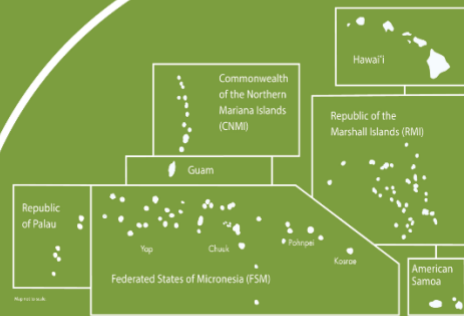 Hawai'i
Commonwealth
of the Northern
Mariana Islands
(CNMI)
Republic of the
Marshall Islands (RMI)
Guam
Republic
of Palau
Yap
Chuuk
Pohnpei
Kosrae
Federated States of Micronesia (FSM)
American
Samoa